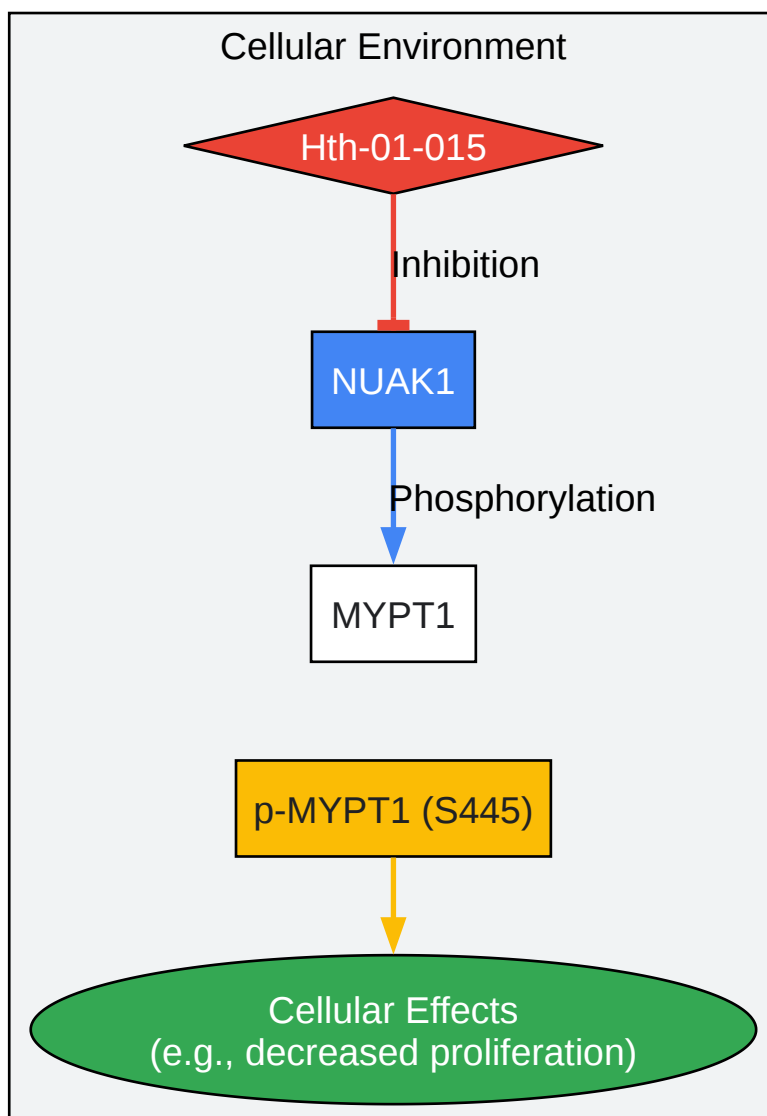 Cellular Environment
Hth-01-015
Inhibition
NUAK1
Phosphorylation
MYPT1
p-MYPT1 (S445)
Cellular Effects
(e.g., decreased proliferation)